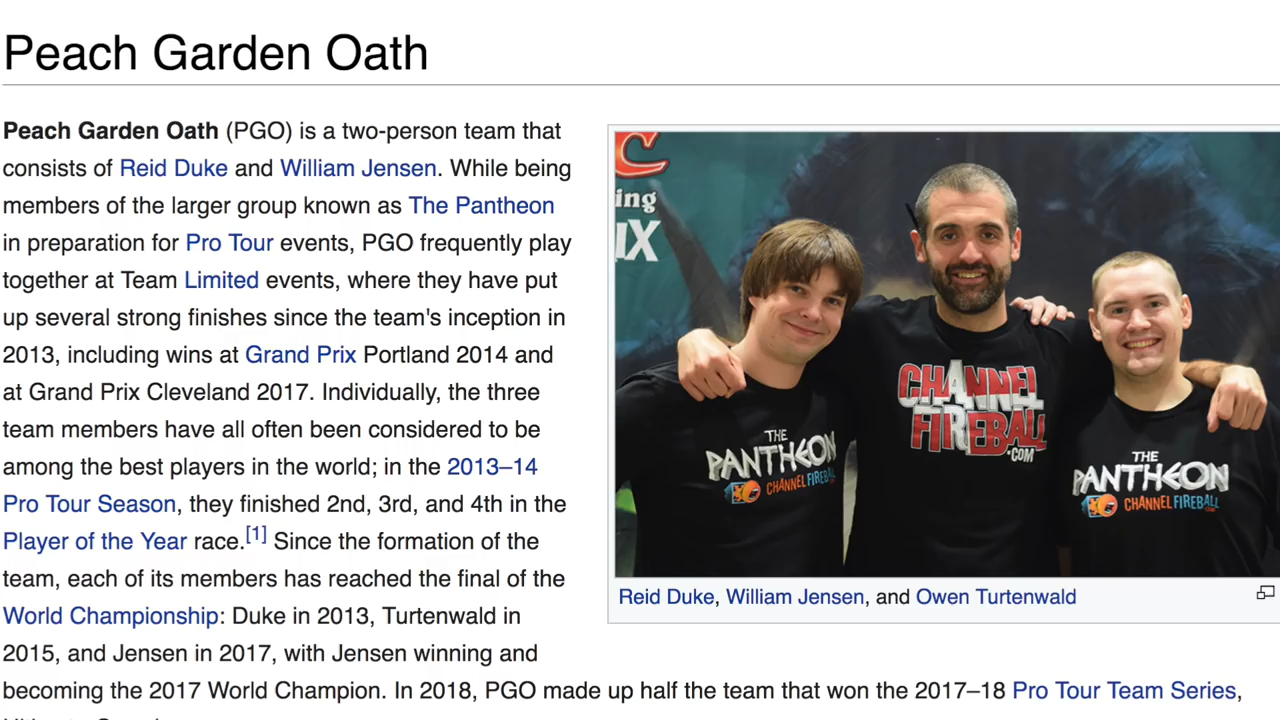 Peach Garden Oath
Peach Garden Oath (PGO) is a two-person team that
consists of Reid Duke and William Jensen. While being
members of the larger group known as The Pantheon
in preparation for Pro Tour events, PGO frequently play
together at Team Limited events, where they have put
up several strong finishes since the team's inception in
2013, including wins at Grand Prix Portland 2014 and
at Grand Prix Cleveland 2017. Individually, the three
team members have all often been considered to be
among the best players in the world; in the 2013–14
Pro Tour Season, they finished 2nd, 3rd, and 4th in the
Player of the Year race.[1] Since the formation of the
team, each of its members has reached the final of the
World Championship: Duke in 2013, Turtenwald in
2015, and Jensen in 2017, with Jensen winning and
becoming the 2017 World Champion. In 2018, PGO made up half the team that won the 2017–18 Pro Tour Team Series,
C
ing
IX
THE
PANTHEON
CHANNELFIREBALL
CHANNEL
FIREBALL
.COM
THE
PANTHEON
CHANNELFIREBALL
Reid Duke, William Jensen, and Owen Turtenwald